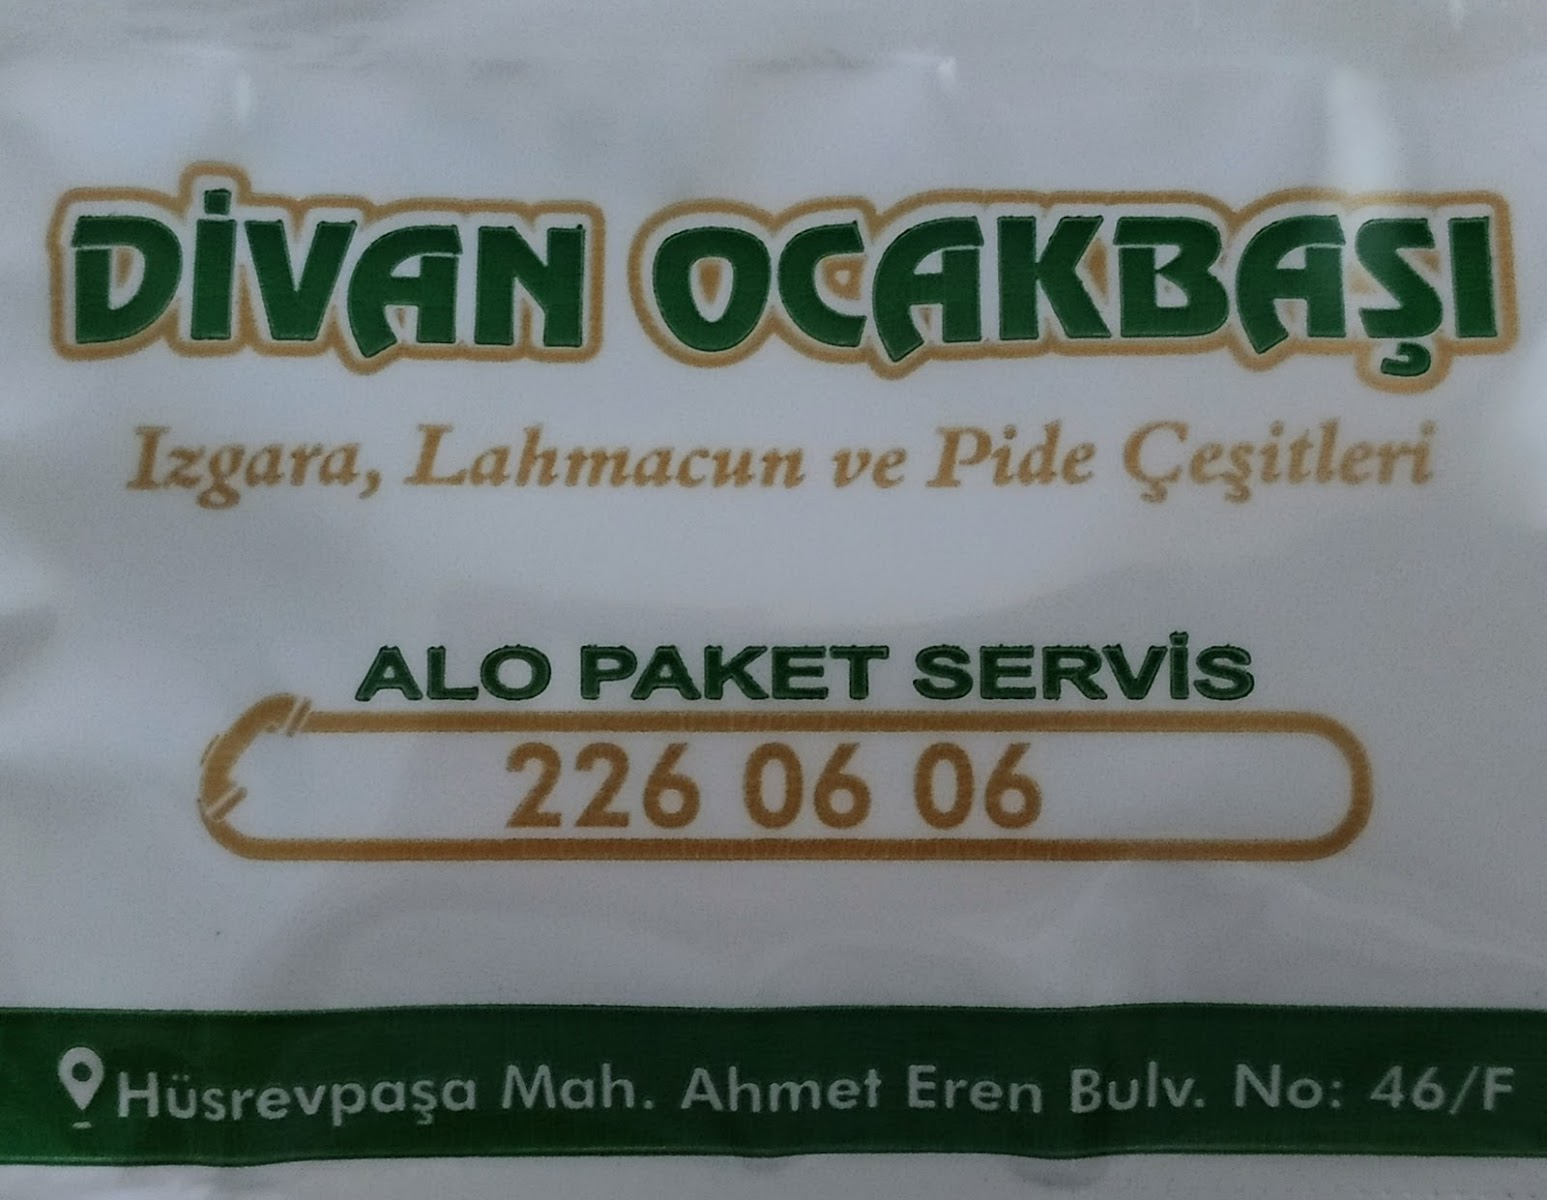 DİVAN OCAKBAŞI
Izgara, Lahmacun ve Pide Çeşitleri
ALO PAKET SERVİS
226 06 06
Hüsrevpaşa Mah. Ahmet Eren Bulv. No: 46/F